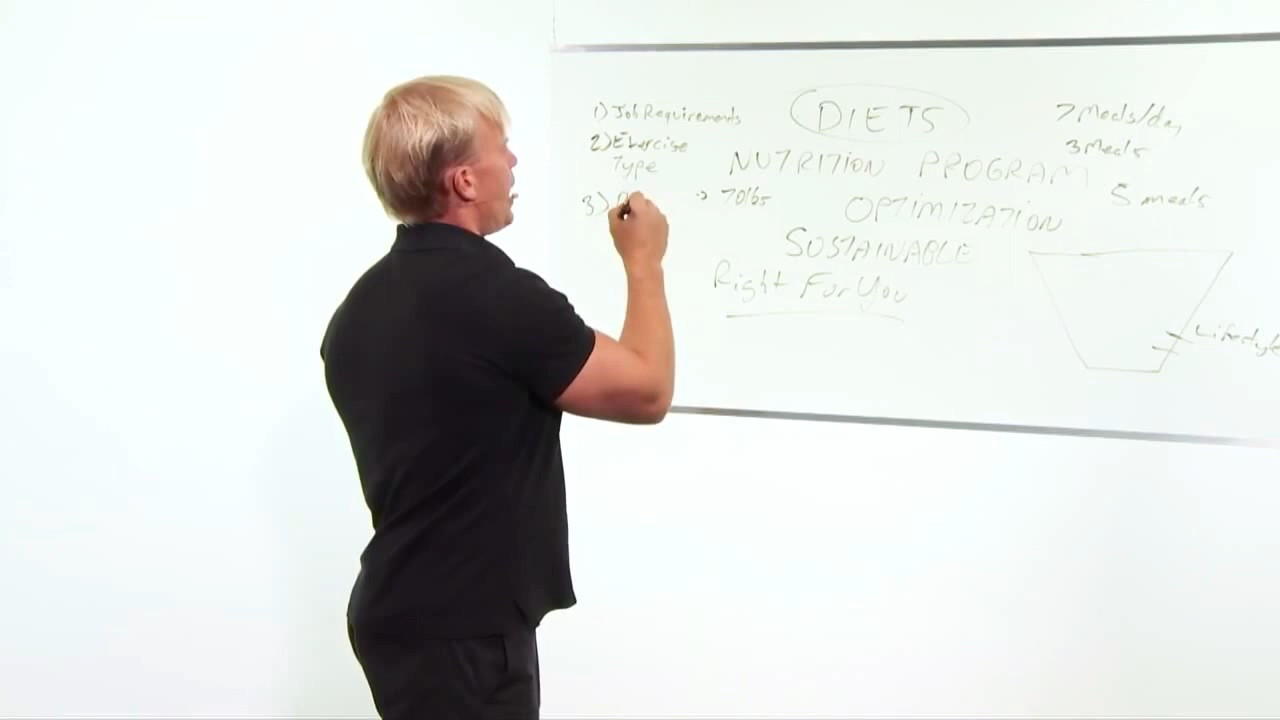 1) Job Requirements
2) Exercise
Type
3)
→ 70lbs
DIETS
NUTRITION PROGRAM
OPTIMIZATION
SUSTAINABLE
Right For You
7 Meals/day
3 Meals
5 meals
Lifestyle